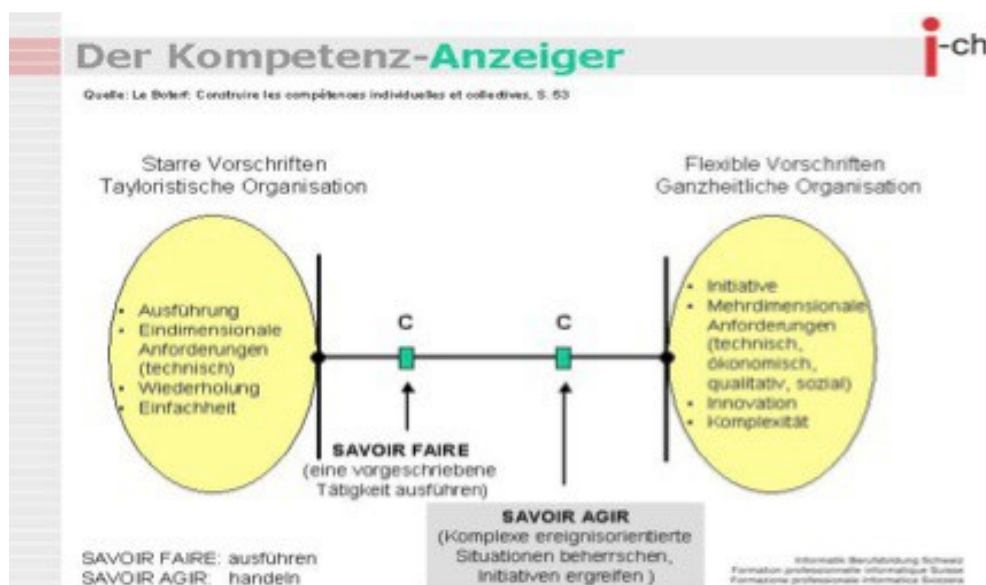 Der Kompetenz-Anzeiger
i-ch
Quelle: Le Boterf: Construire les compétences individuelles et collectives, S. 53
Starre Vorschriften
Tayloristische Organisation
Flexible Vorschriften
Ganzheitliche Organisation
• Ausführung
• Eindimensionale
Anforderungen
(technisch)
• Wiederholung
• Einfachheit
C
C
• Initiative
• Mehrdimensionale
Anforderungen
(technisch,
ökonomisch,
qualitativ, sozial)
• Innovation
• Komplexität
SAVOIR FAIRE
(eine vorgeschriebene
Tätigkeit ausführen)
SAVOIR AGIR
(Komplexe ereignisorientierte
Situationen beherrschen,
Initiativen ergreifen )
SAVOIR FAIRE: ausführen
SAVOIR AGIR: handeln
Informatik Berufsbildung Schweiz
Formation professionnelle informatique Suisse
Formazione professionale informatica Svizzera